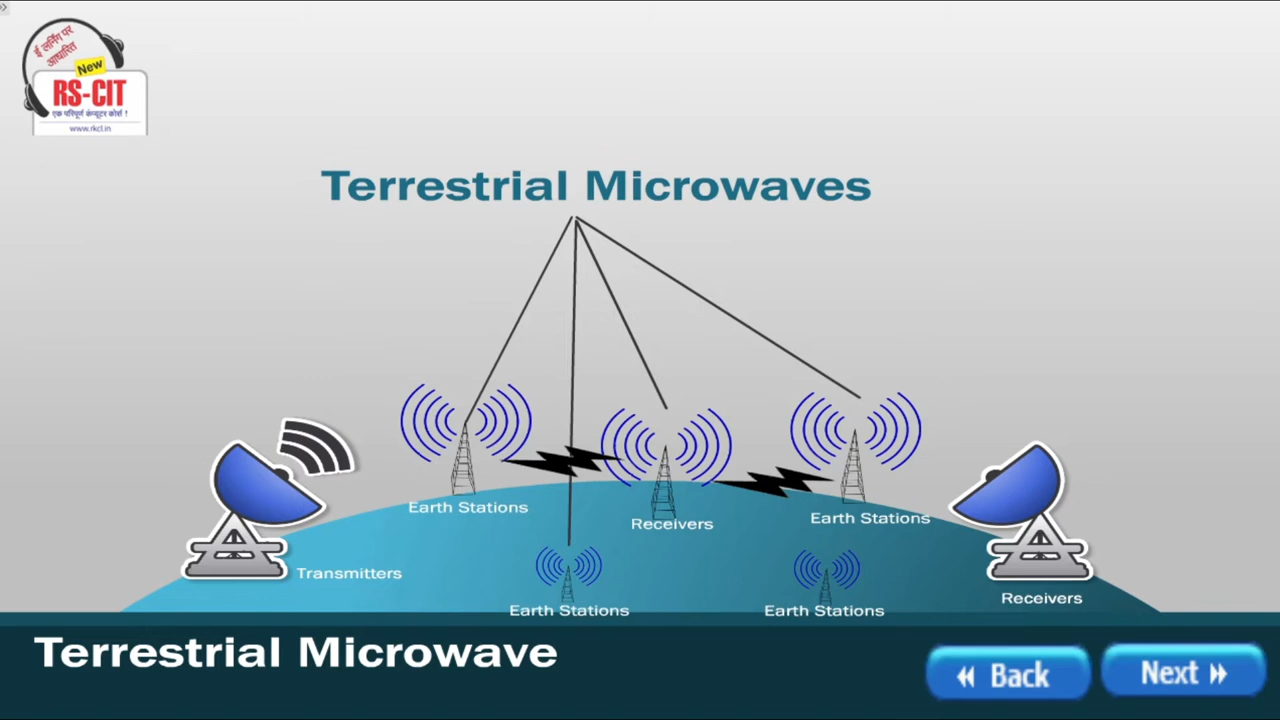 ई लर्निंग पर
आधारित
New
RS-CIT
एक परिपूर्ण कंप्यूटर कोर्स !
www.rkcl.in
Terrestrial Microwaves
Earth Stations
Receivers
Earth Stations
Transmitters
Earth Stations
Earth Stations
Receivers
Terrestrial Microwave
Back
Next